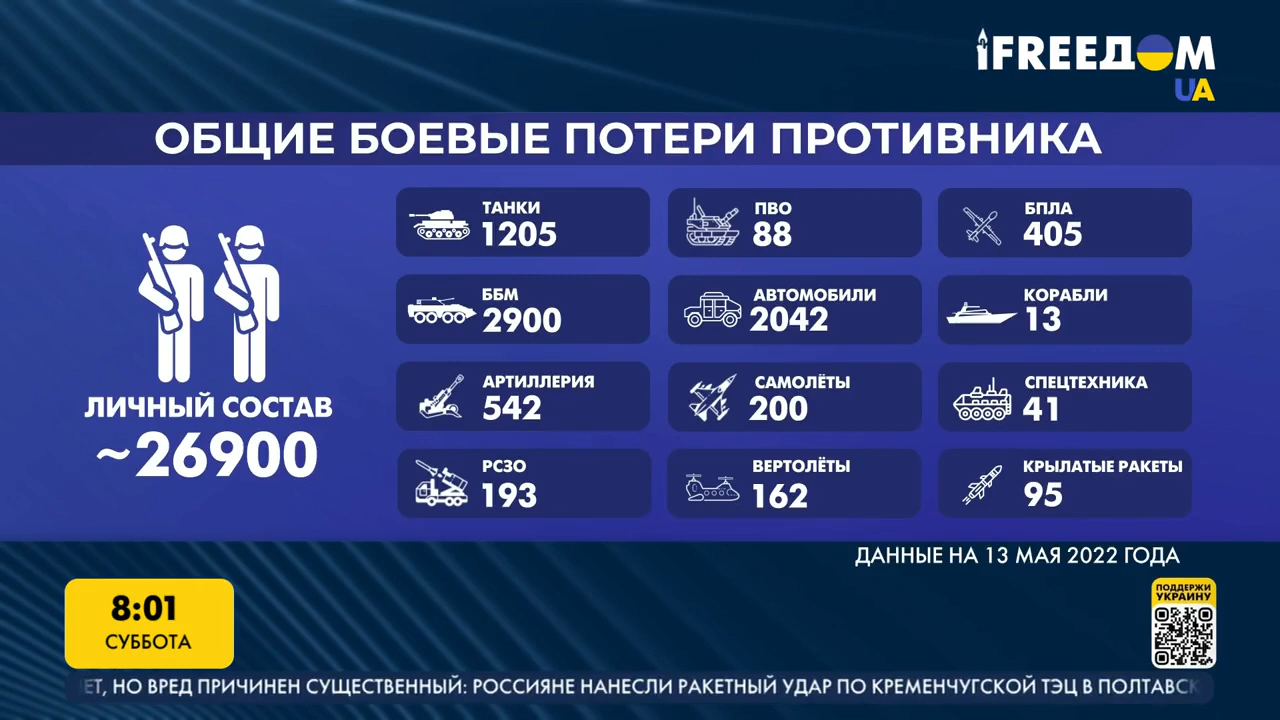 iFREEДОМ
UA
ОБЩИЕ БОЕВЫЕ ПОТЕРИ ПРОТИВНИКА
ЛИЧНЫЙ СОСТАВ
~26900
ТАНКИ
1205
ПВО
88
БПЛА
405
ББМ
2900
АВТОМОБИЛИ
2042
КОРАБЛИ
13
АРТИЛЛЕРИЯ
542
САМОЛЁТЫ
200
СПЕЦТЕХНИКА
41
РСЗО
193
ВЕРТОЛЁТЫ
162
КРЫЛАТЫЕ РАКЕТЫ
95
ДАННЫЕ НА 13 МАЯ 2022 ГОДА
8:01
СУББОТА
ПОДДЕРЖИ
УКРАИНУ
ЕТ, НО ВРЕД ПРИЧИНЕН СУЩЕСТВЕННЫЙ: РОССИЯНЕ НАНЕСЛИ РАКЕТНЫЙ УДАР ПО КРЕМЕНЧУГСКОЙ ТЭЦ В ПОЛТАВСК